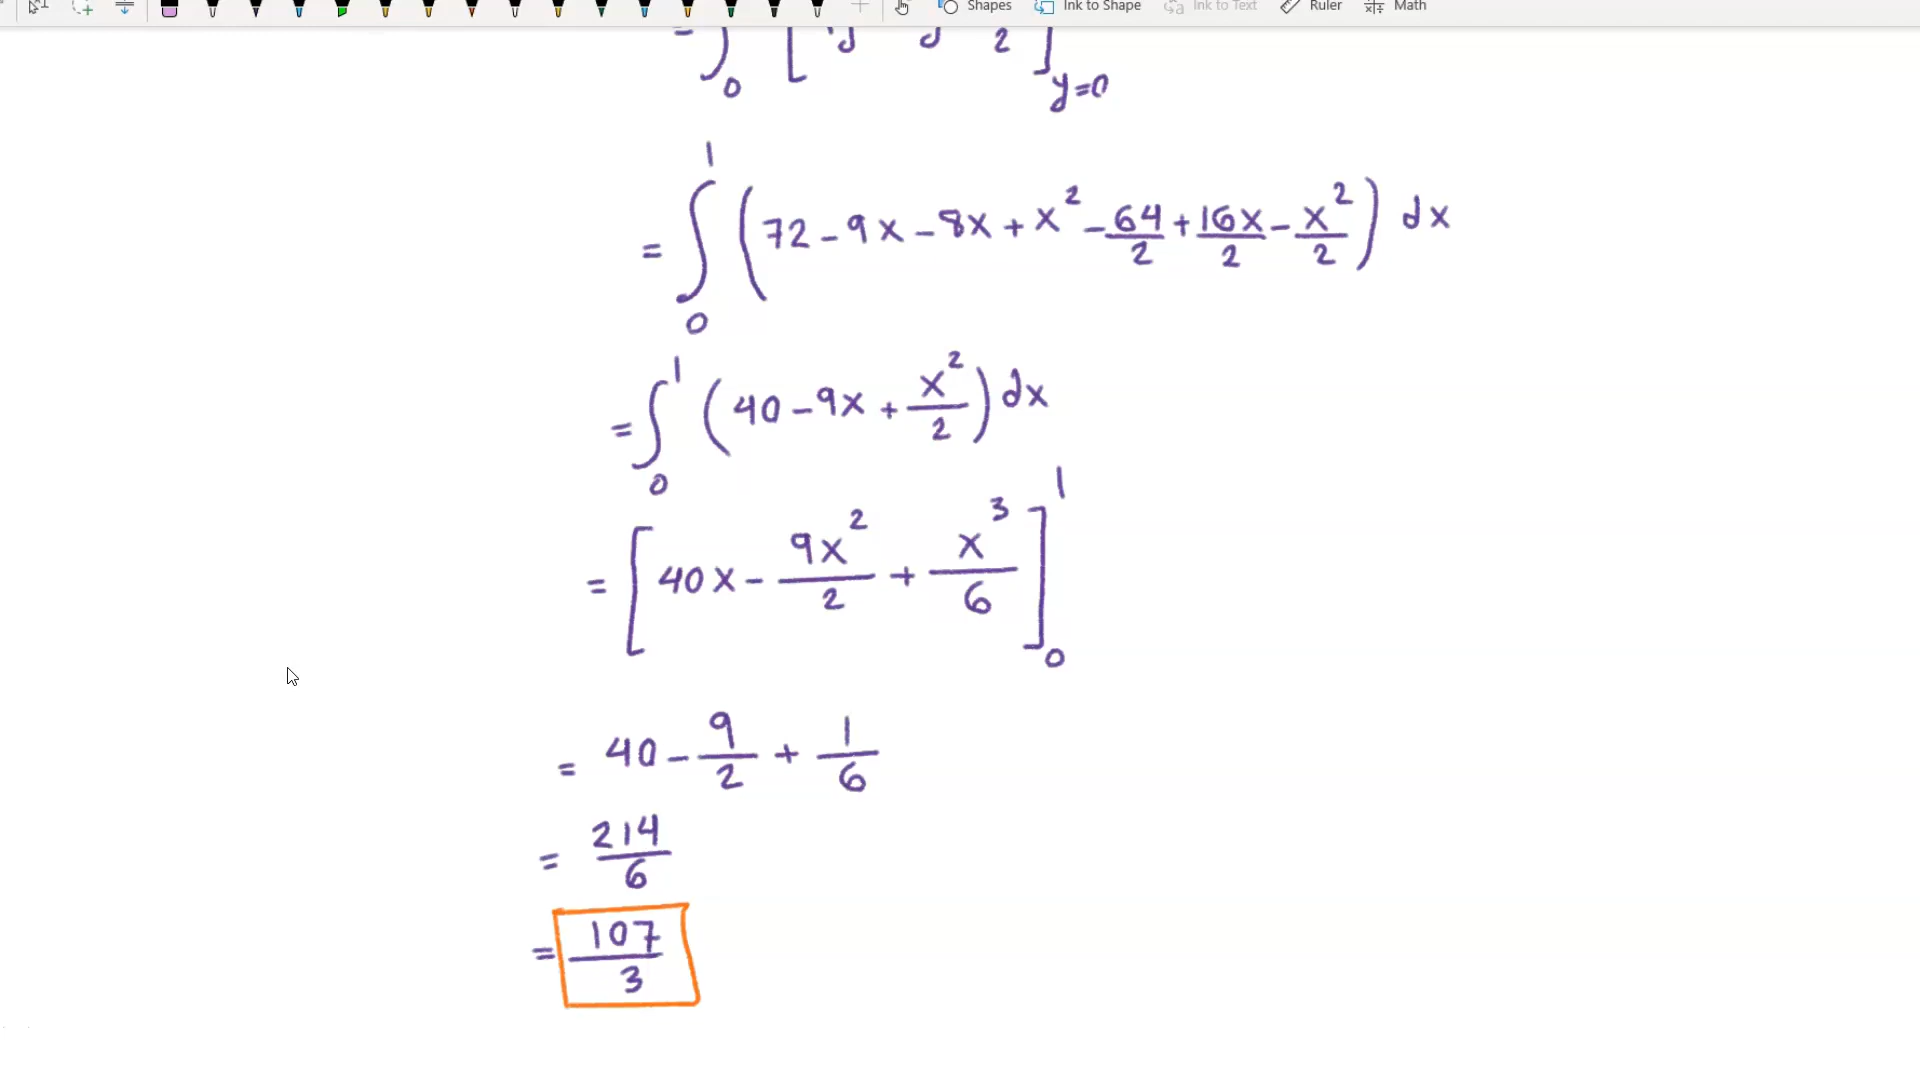 Shapes Ink to Shape Ink to Text Ruler Math
= ∫₀ [ 2 ]y=0
= ∫₀¹ (72 - 9x - 8x + x² - 64/2 + 16x/2 - x²/2) dx
= ∫₀¹ (40 - 9x + x²/2) dx
= [40x - 9x²/2 + x³/6]₀¹
= 40 - 9/2 + 1/6
= 214/6
= 107/3